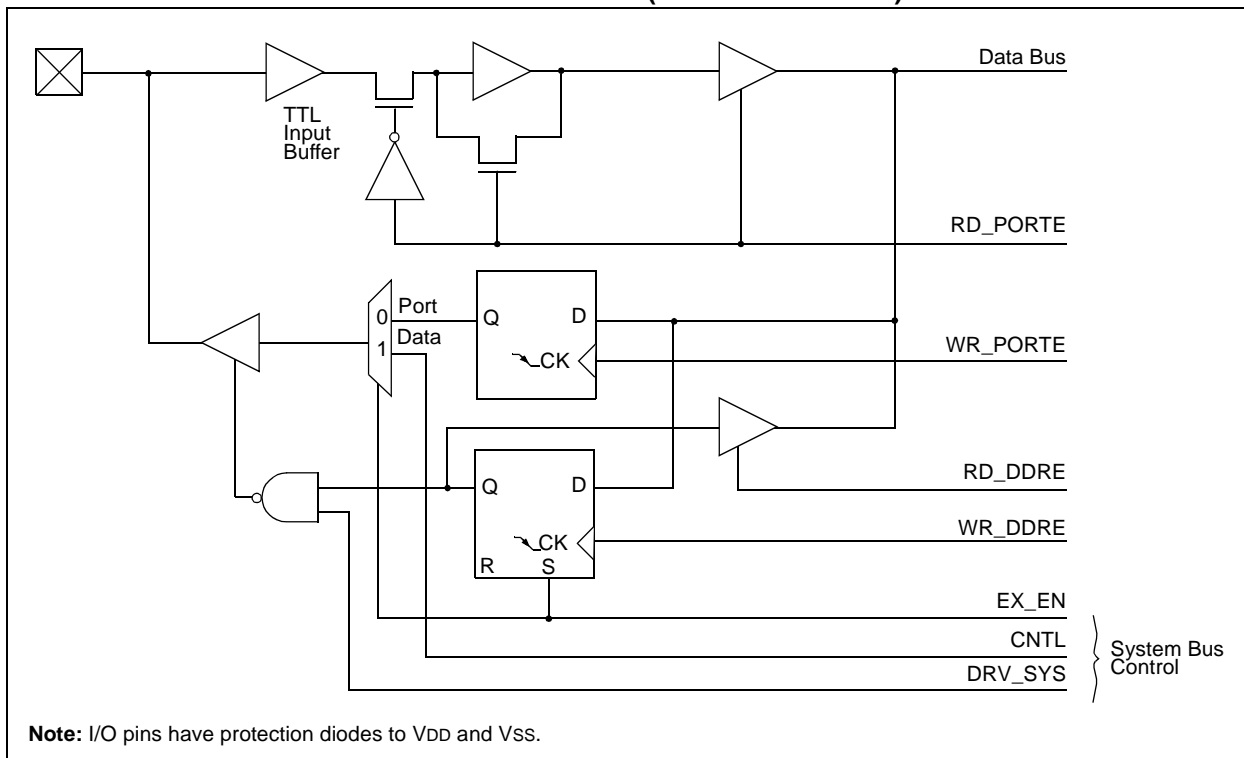 Data Bus
TTL
Input
Buffer
RD_PORTE
Port
0
Data
1
Q
D
CK
WR_PORTE
RD_DDRE
Q
D
CK
R
S
WR_DDRE
EX_EN
CNTL
DRV_SYS
System Bus
Control
Note: I/O pins have protection diodes to VDD and VSS.